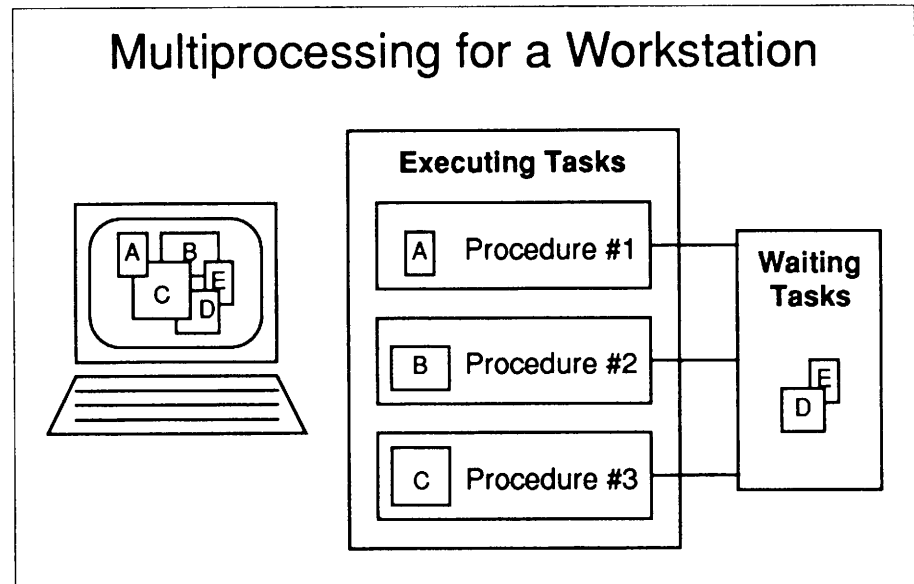 Multiprocessing for a Workstation
A
B
E
C
D
Executing Tasks
A Procedure #1
B Procedure #2
C Procedure #3
Waiting
Tasks
E
D